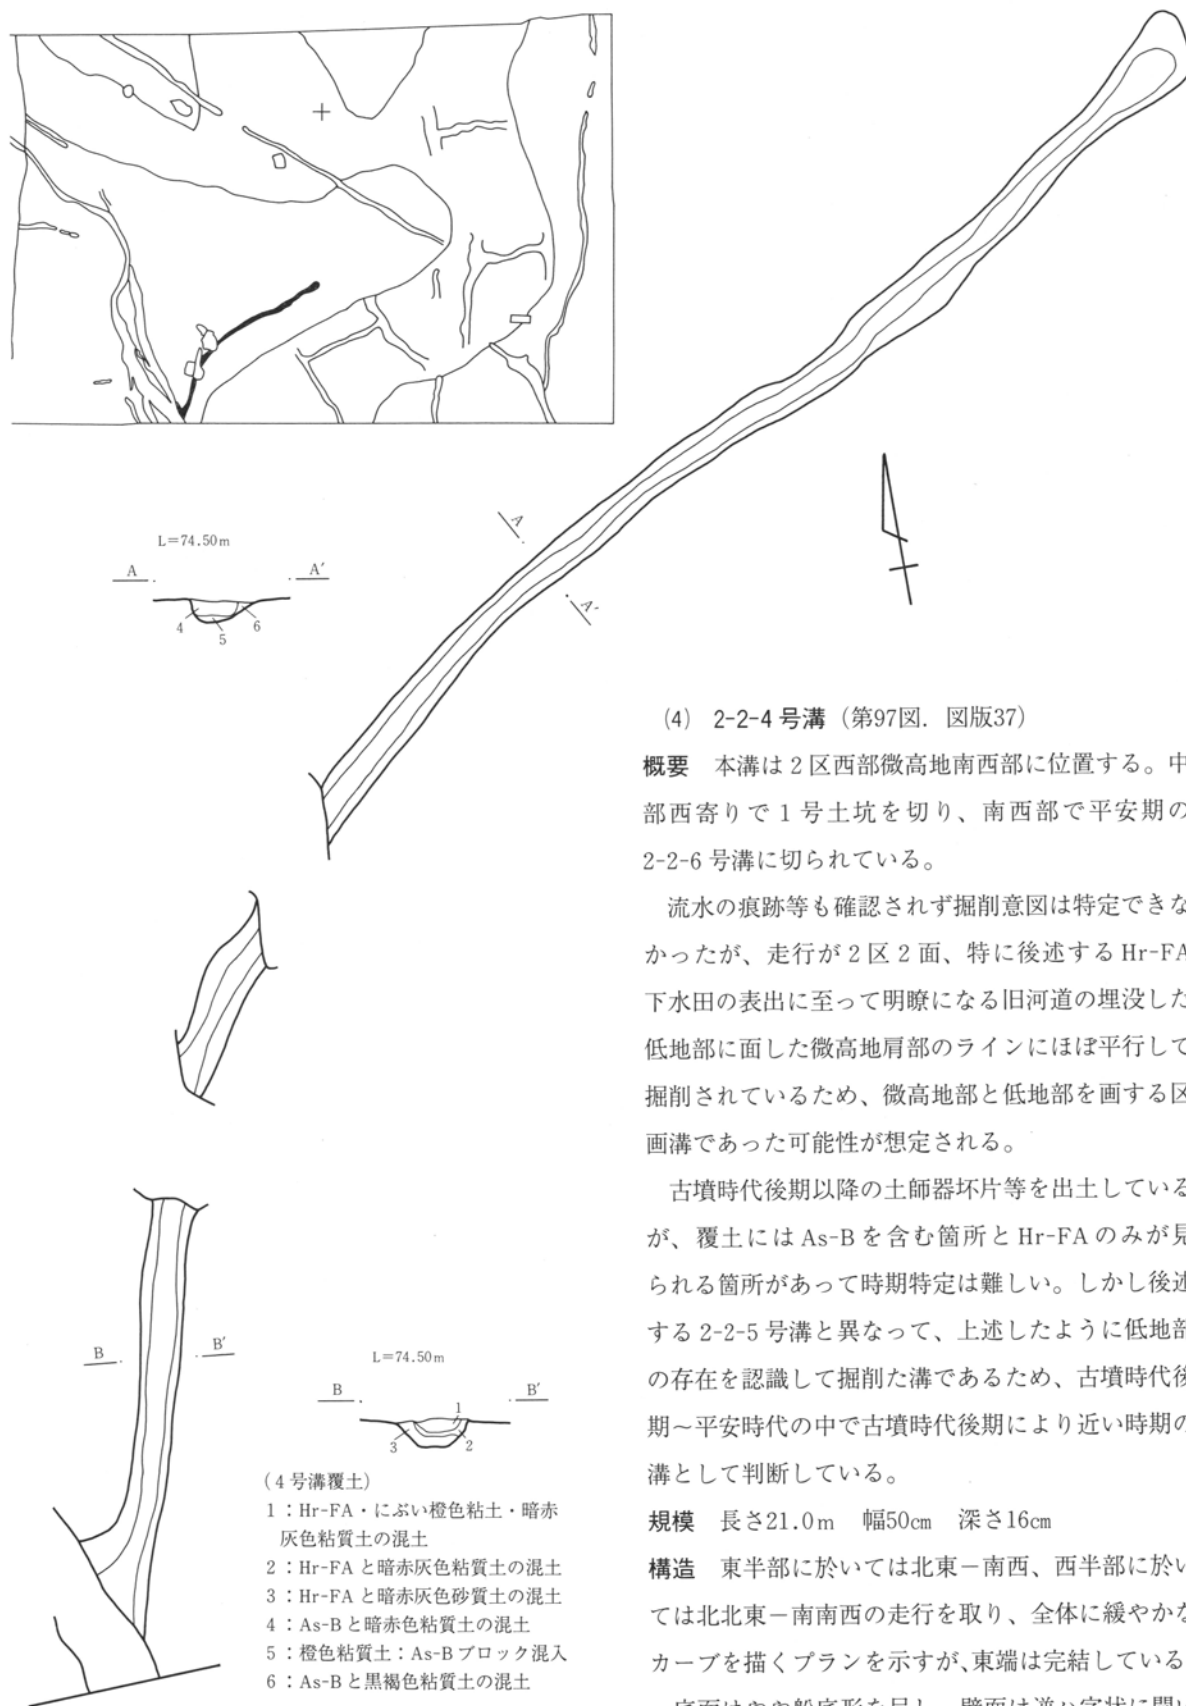 L=74.50m
A A′
4 5 6
A
A′
(4) 2-2-4号溝（第97図．図版37）
概要　本溝は2区西部微高地南西部に位置する。中
部西寄りで1号土坑を切り、南西部で平安期の
2-2-6号溝に切られている。
流水の痕跡等も確認されず掘削意図は特定できな
かったが、走行が2区2面、特に後述するHr-FA
下水田の表出に至って明瞭になる旧河道の埋没した
低地部に面した微高地肩部のラインにほぼ平行して
掘削されているため、微高地部と低地部を画する区
画溝であった可能性が想定される。
古墳時代後期以降の土師器坏片等を出土している
が、覆土にはAs-Bを含む箇所とHr-FAのみが見
られる箇所があって時期特定は難しい。しかし後述
する2-2-5号溝と異なって、上述したように低地部
の存在を認識して掘削た溝であるため、古墳時代後
期～平安時代の中で古墳時代後期により近い時期の
溝として判断している。
規模　長さ21.0m　幅50㎝　深さ16㎝
構造　東半部に於いては北東－南西、西半部に於い
ては北北東－南南西の走行を取り、全体に緩やかな
カーブを描くプランを示すが、東端は完結している
B B′
L=74.50m
B B′
1
3 2
(4号溝覆土)
1：Hr-FA・にぶい橙色粘土・暗赤
灰色粘質土の混土
2：Hr-FAと暗赤灰色粘質土の混土
3：Hr-FAと暗赤灰色砂質土の混土
4：As-Bと暗赤色粘質土の混土
5：橙色粘質土：As-Bブロック混入
6：As-Bと黒褐色粘質土の混土